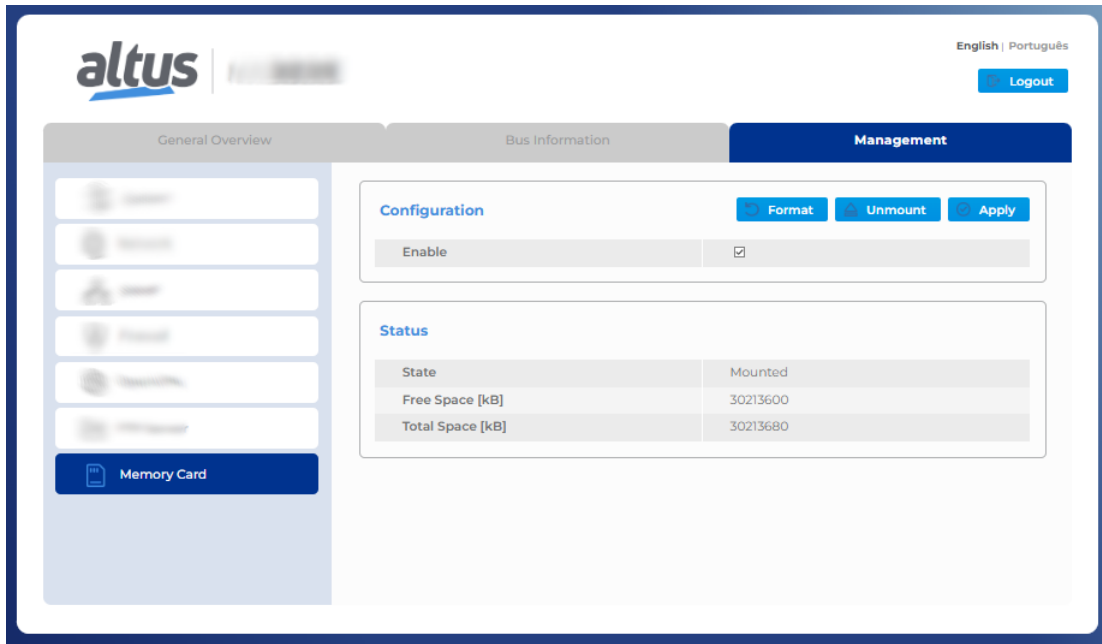 English | Português
altus
Logout
General Overview
Bus Information
Management
Configuration
Format
Unmount
Apply
Enable
Status
State Mounted
Free Space [kB] 30213600
Total Space [kB] 30213680
Memory Card